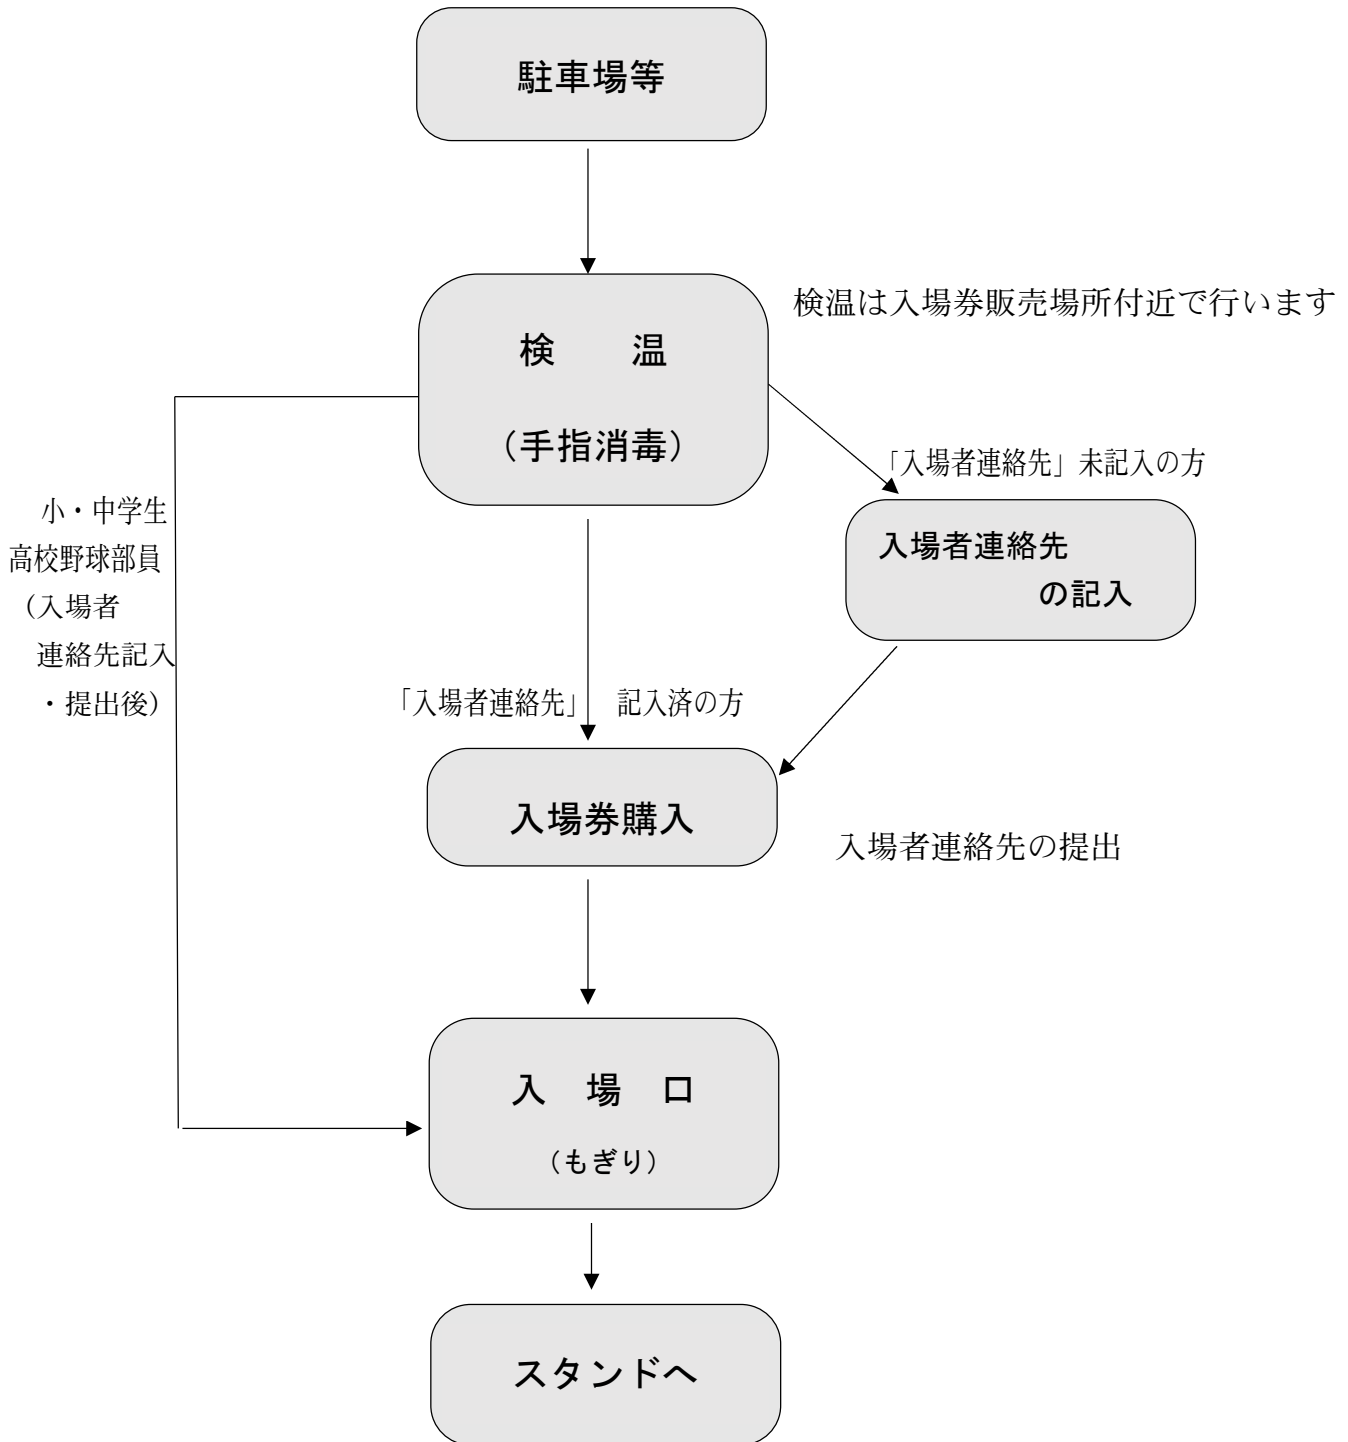 駐車場等
検温は入場券販売場所付近で行います
検　　温
（手指消毒）
「入場者連絡先」未記入の方
小・中学生
高校野球部員
（入場者
連絡先記入
・提出後）
入場者連絡先
の記入
「入場者連絡先」　記入済の方
入場券購入
入場者連絡先の提出
入　場　口
（もぎり）
スタンドへ